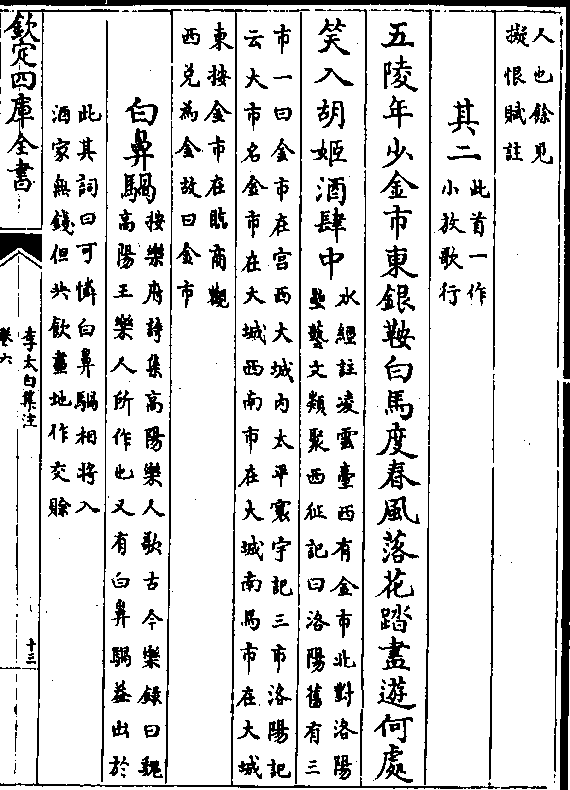 人也餘見
擬恨賦註
其二此首一作
小放歌行
五陵年少金市東銀鞍白馬度春風落花踏盡遊何處
笑入胡姬酒肆中水經註凌雲臺西有金市北對洛陽
壘藝文類聚西征記曰洛陽舊有三
市一曰金市在宮西大城內太平寰宇記三市洛陽記
云大市名金市在大城西南市在大城南馬市在大城
東按金市在臨商觀
西兌為金故曰金市
白鼻騧按樂府詩集高陽樂人歌古今樂錄曰魏
高陽王樂人所作也又有白鼻騧葢出於
此其詞曰可憐白鼻騧相將入
酒家無錢但共飲畫地作交賒
欽定四庫全書
李太白集注
卷六
十三